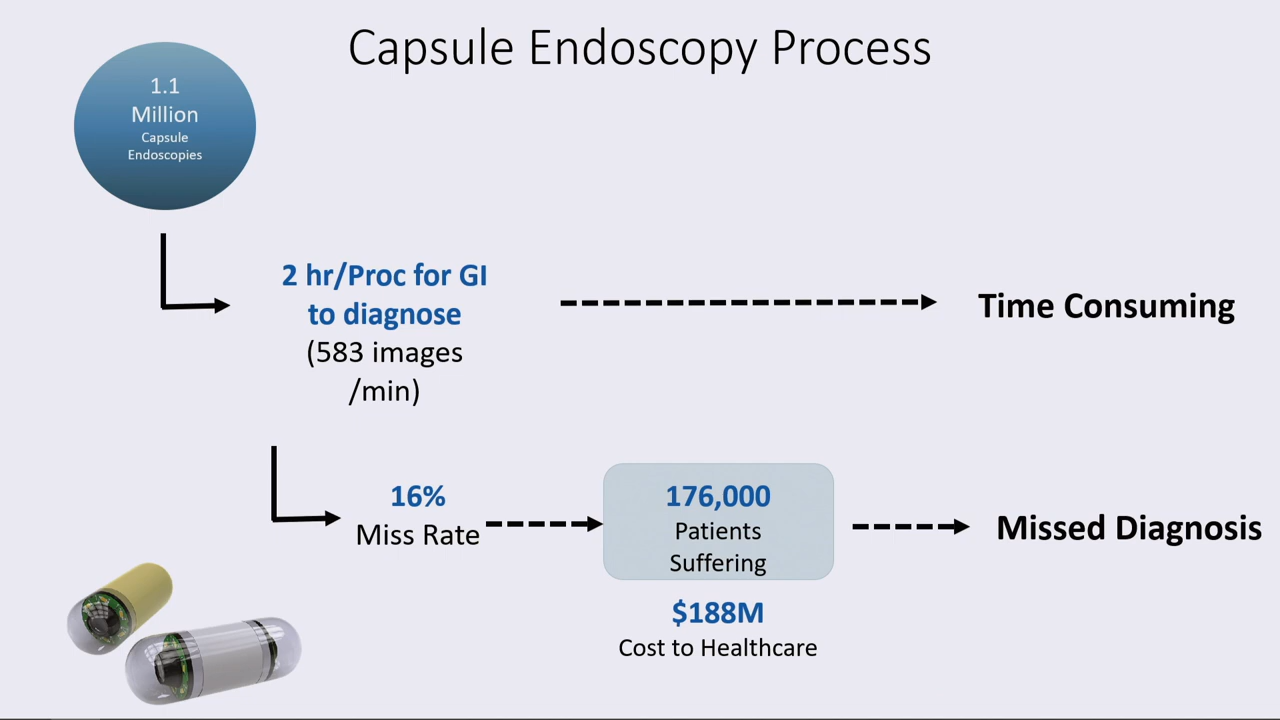 Capsule Endoscopy Process
1.1
Million
Capsule
Endoscopies
2 hr/Proc for GI
to diagnose
(583 images
/min)
Time Consuming
16%
Miss Rate
176,000
Patients
Suffering
$188M
Cost to Healthcare
Missed Diagnosis